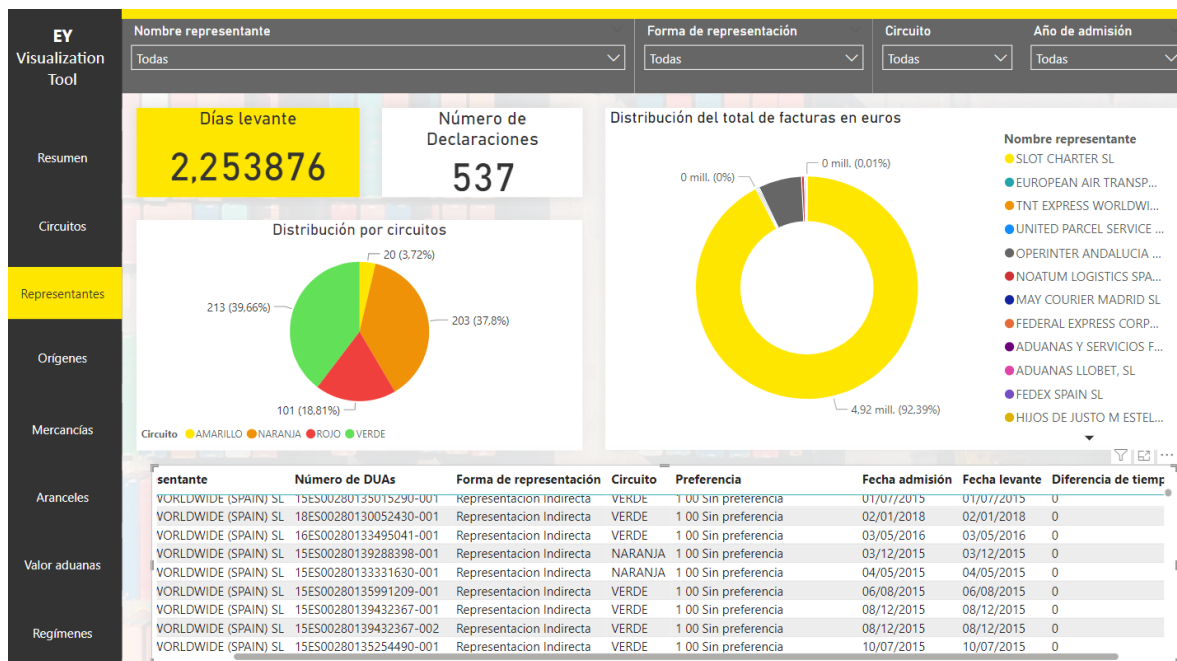 EY
Visualization
Tool
Resumen
Circuitos
Representantes
Orígenes
Mercancías
Aranceles
Valor aduanas
Regímenes
Nombre representante
Todas
Forma de representación
Todas
Circuito
Todas
Año de admisión
Todas
Días levante
2,253876
Número de
Declaraciones
537
Distribución por circuitos
20 (3.72%)
213 (39.66%)
203 (37,8%)
101 (18.81%)
Circuito AMARILLO NARANJA ROJO VERDE
Distribución del total de facturas en euros
0 mill. (0,01%)
0 mill. (0%)
4,92 mill. (92,39%)
Nombre representante
SLOT CHARTER SL
EUROPEAN AIR TRANSP...
TNT EXPRESS WORLDWI...
UNITED PARCEL SERVICE ...
OPERINTER ANDALUCIA ...
NOATUM LOGISTICS SPA...
MAY COURIER MADRID SL
FEDERAL EXPRESS CORP...
ADUANAS Y SERVICIOS F...
ADUANAS LLOBET, SL
FEDEX SPAIN SL
HIJOS DE JUSTO M ESTEL...
sentante Número de DUAs Forma de representación Circuito Preferencia Fecha admisión Fecha levante Diferencia de tiemp
VORLDWIDE (SPAIN) SL 15ES00280135015290-001 Representacion Indirecta VERDE 1 00 Sin preferencia 01/07/2015 01/07/2015 0
VORLDWIDE (SPAIN) SL 18ES00280130052430-001 Representacion Indirecta VERDE 1 00 Sin preferencia 02/01/2018 02/01/2018 0
VORLDWIDE (SPAIN) SL 16ES00280133495041-001 Representacion Indirecta VERDE 1 00 Sin preferencia 03/05/2016 03/05/2016 0
VORLDWIDE (SPAIN) SL 15ES00280139288398-001 Representacion Indirecta NARANJA 1 00 Sin preferencia 03/12/2015 03/12/2015 0
VORLDWIDE (SPAIN) SL 15ES00280133331630-001 Representacion Indirecta NARANJA 1 00 Sin preferencia 04/05/2015 04/05/2015 0
VORLDWIDE (SPAIN) SL 15ES00280135991209-001 Representacion Indirecta VERDE 1 00 Sin preferencia 06/08/2015 06/08/2015 0
VORLDWIDE (SPAIN) SL 15ES00280139432367-001 Representacion Indirecta VERDE 1 00 Sin preferencia 08/12/2015 08/12/2015 0
VORLDWIDE (SPAIN) SL 15ES00280139432367-002 Representacion Indirecta VERDE 1 00 Sin preferencia 08/12/2015 08/12/2015 0
VORLDWIDE (SPAIN) SL 15ES00280135254490-001 Representacion Indirecta VERDE 1 00 Sin preferencia 10/07/2015 10/07/2015 0